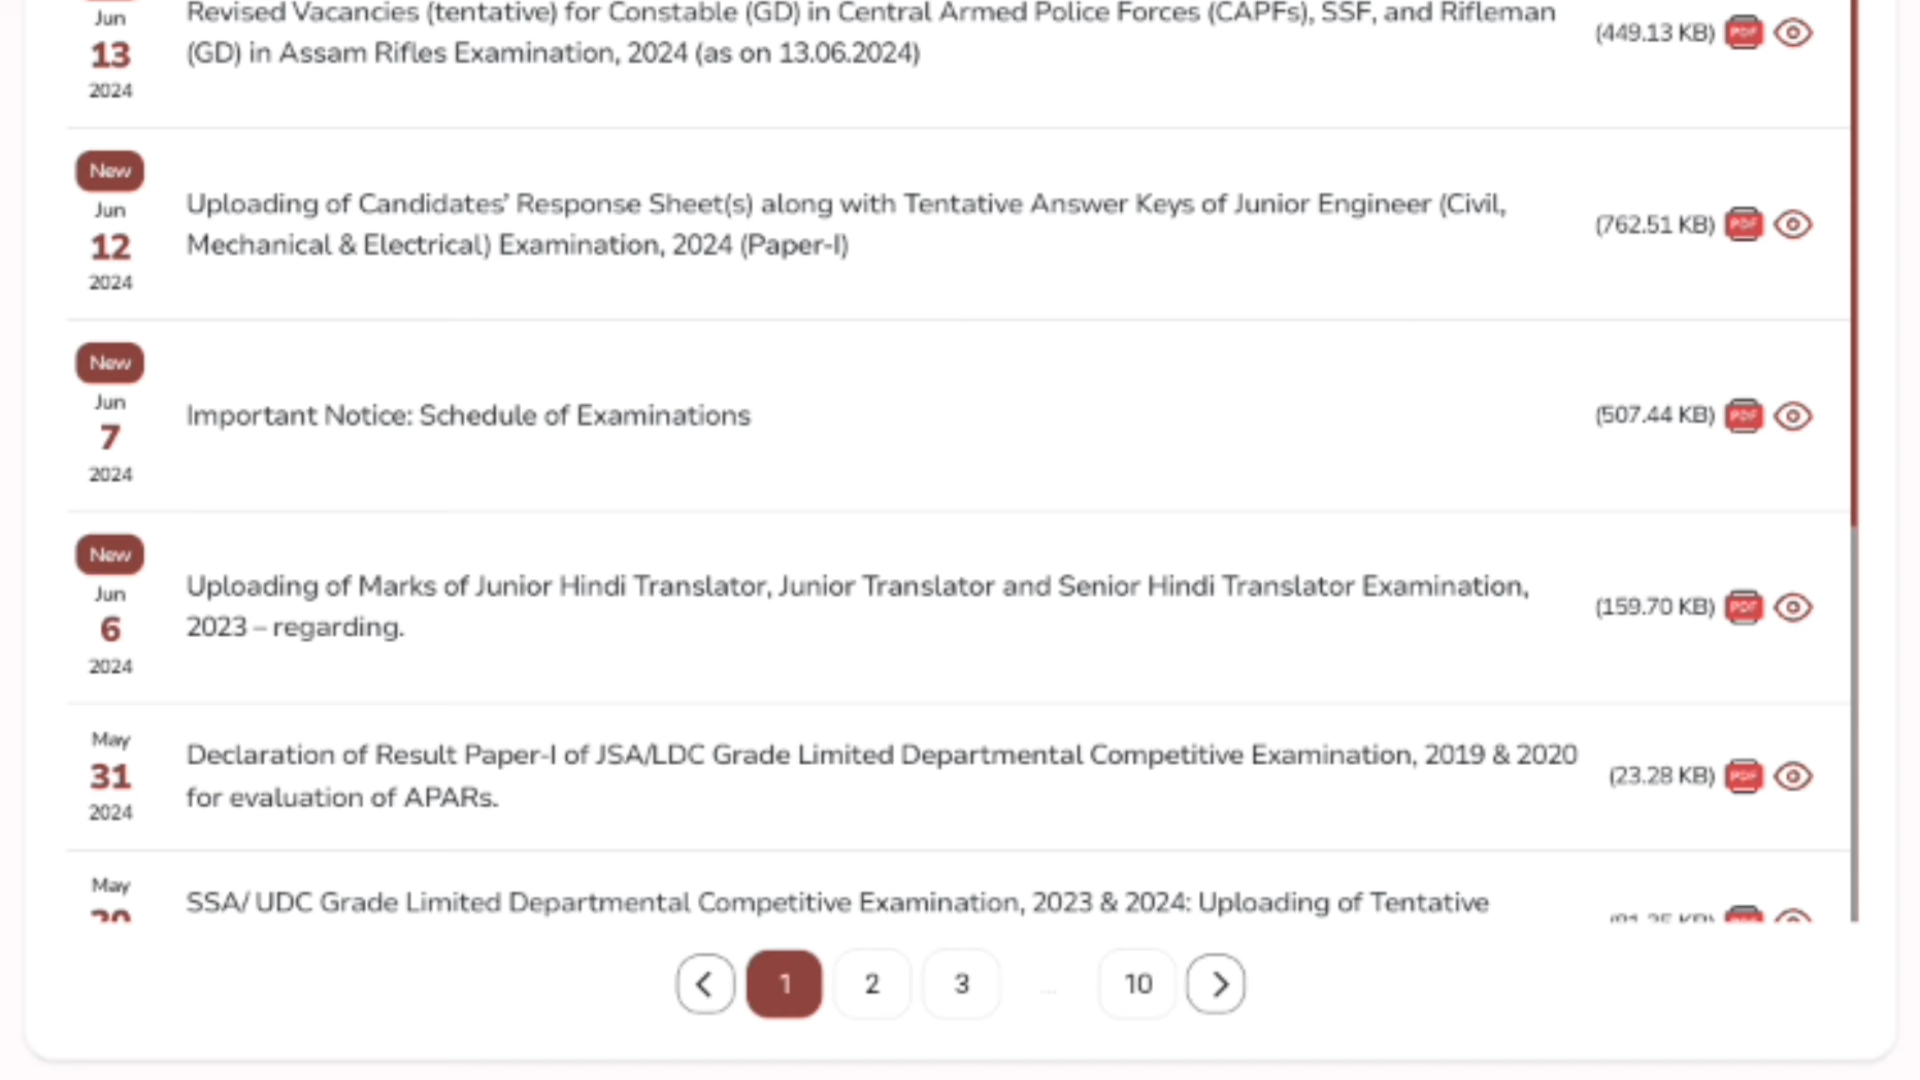 Jun
13
2024
Revised Vacancies (tentative) for Constable (GD) in Central Armed Police Forces (CAPFs), SSF, and Rifleman
(GD) in Assam Rifles Examination, 2024 (as on 13.06.2024)
(449.13 KB) PDF
New
Jun
12
2024
Uploading of Candidates’ Response Sheet(s) along with Tentative Answer Keys of Junior Engineer (Civil,
Mechanical & Electrical) Examination, 2024 (Paper-I)
(762.51 KB) PDF
New
Jun
7
2024
Important Notice: Schedule of Examinations
(507.44 KB) PDF
New
Jun
6
2024
Uploading of Marks of Junior Hindi Translator, Junior Translator and Senior Hindi Translator Examination,
2023 – regarding.
(159.70 KB) PDF
May
31
2024
Declaration of Result Paper-I of JSA/LDC Grade Limited Departmental Competitive Examination, 2019 & 2020
for evaluation of APARs.
(23.28 KB) PDF
May
SSA/ UDC Grade Limited Departmental Competitive Examination, 2023 & 2024: Uploading of Tentative
1 2 3 ... 10